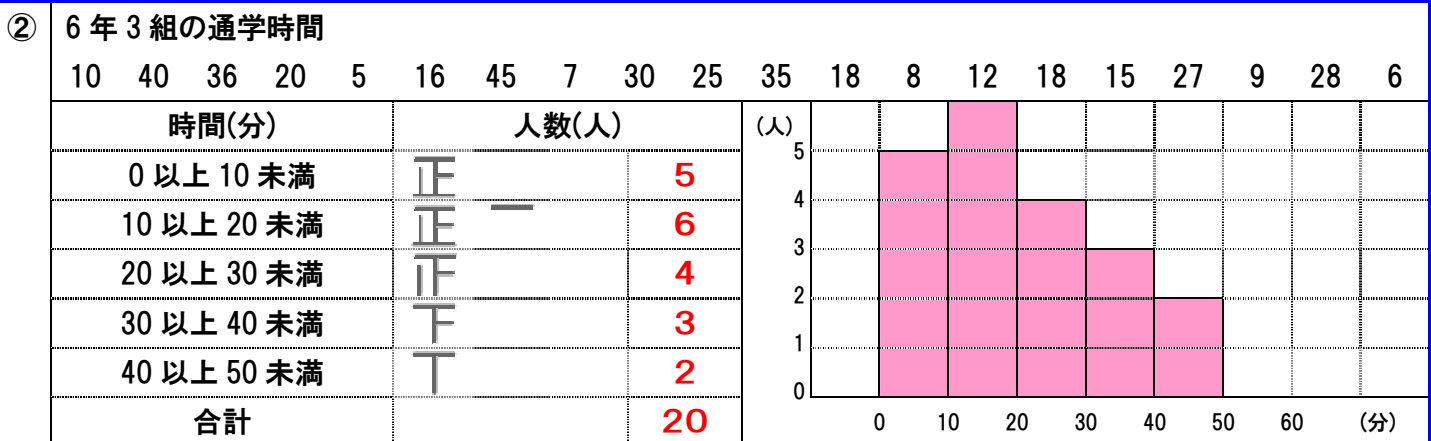 ② 6年3組の通学時間
10 40 36 20 5 16 45 7 30 25 35 18 8 12 18 15 27 9 28 6
時間(分) 人数(人)
0以上10未満 正 5
10以上20未満 正 一 6
20以上30未満 4
30以上40未満 下 3
40以上50未満 丅 2
合計 20
(人)
5
4
3
2
1
0
0 10 20 30 40 50 60 (分)